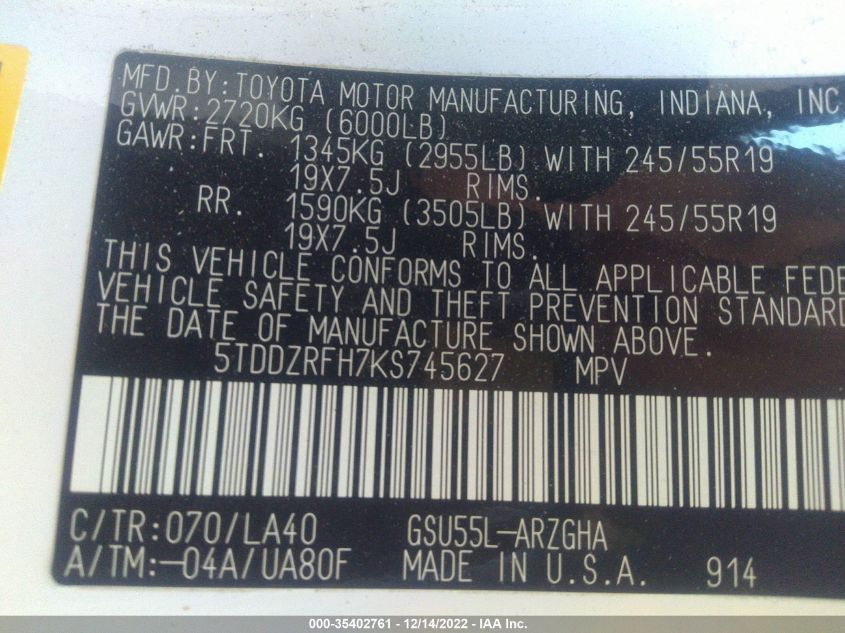 MFD.BY:TOYOTA MOTOR MANUFACTURING, INDIANA, INC
GVWR:2720KG (6000LB)
GAWR:FRT. 1345KG (2955LB) WITH 245/55R19
19X7.5J RIMS.
RR. 1590KG (3505LB) WITH 245/55R19
19X7.5J RIMS.
THIS VEHICLE CONFORMS TO ALL APPLICABLE FEDE
VEHICLE SAFETY AND THEFT PREVENTION STANDARD
THE DATE OF MANUFACTURE SHOWN ABOVE.
5TDDZRFH7KS745627 MPV
C/TR:070/LA40 GSU55L-ARZGHA
A/TM:-04A/UA80F MADE IN U.S.A. 914
000-35402761 - 12/14/2022 - IAA Inc.